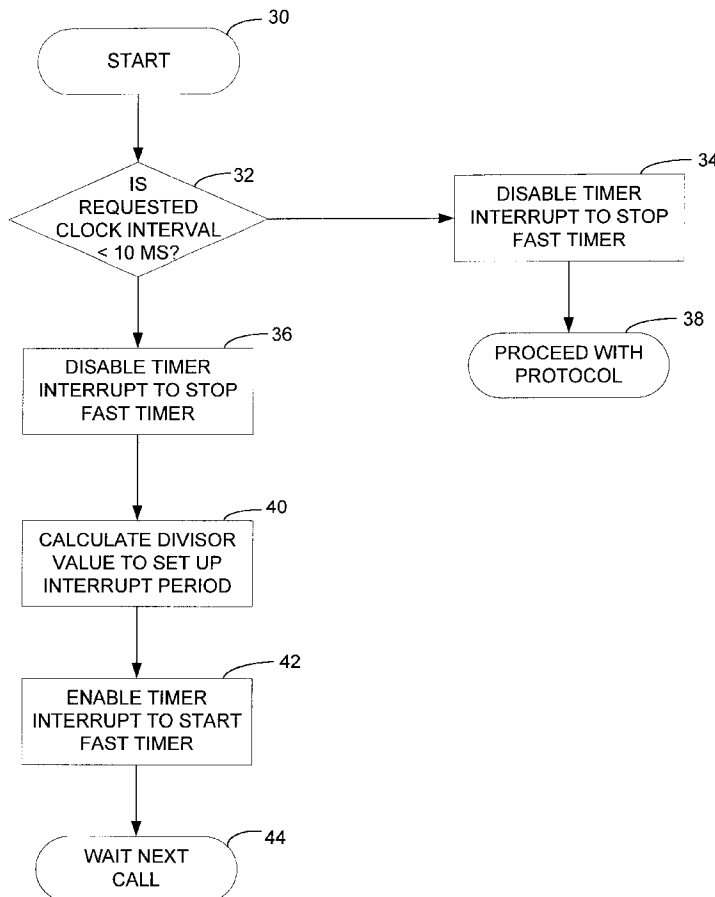 30
START
32
IS
REQUESTED
CLOCK INTERVAL
< 10 MS?
34
DISABLE TIMER
INTERRUPT TO STOP
FAST TIMER
36
DISABLE TIMER
INTERRUPT TO STOP
FAST TIMER
38
PROCEED WITH
PROTOCOL
40
CALCULATE DIVISOR
VALUE TO SET UP
INTERRUPT PERIOD
42
ENABLE TIMER
INTERRUPT TO START
FAST TIMER
44
WAIT NEXT
CALL